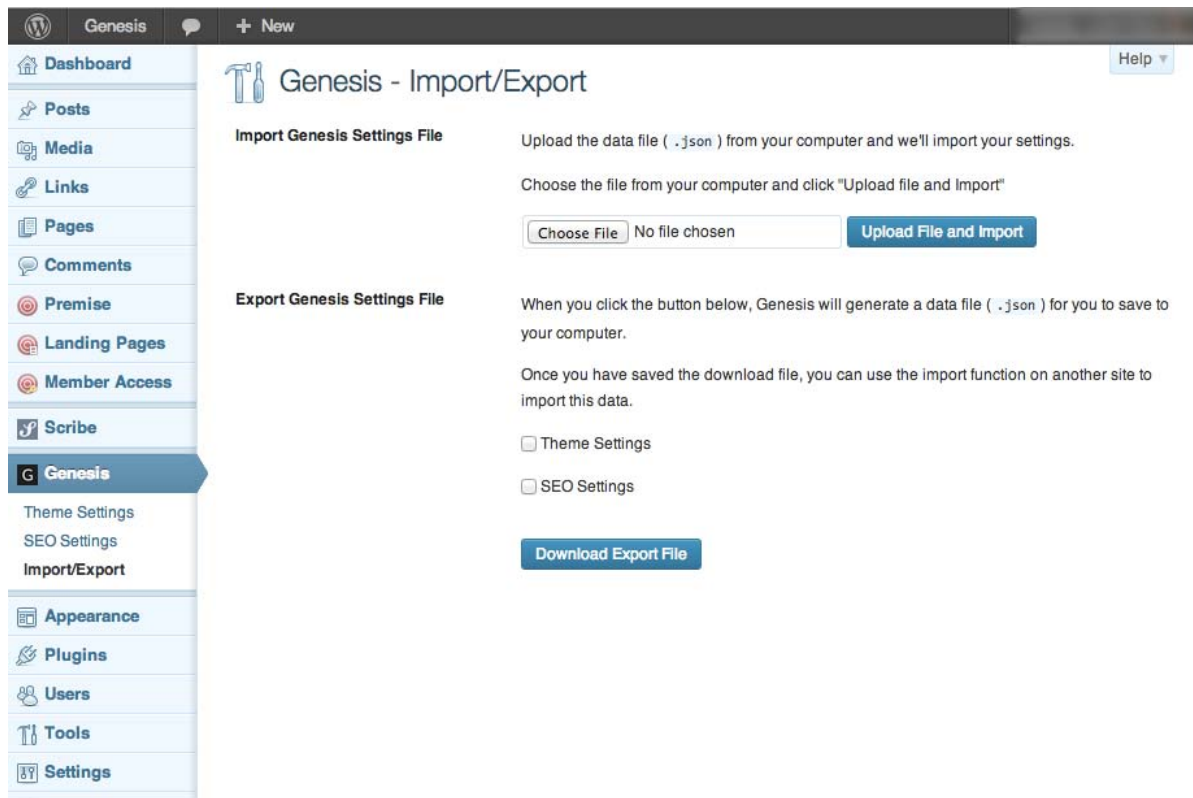 Genesis
+ New
Help
Dashboard
Posts
Media
Links
Pages
Comments
Premise
Landing Pages
Member Access
Scribe
G Genesis
Theme Settings
SEO Settings
Import/Export
Appearance
Plugins
Users
Tools
Settings
Genesis - Import/Export
Import Genesis Settings File
Upload the data file ( .json ) from your computer and we'll import your settings.
Choose the file from your computer and click "Upload file and Import"
Choose File No file chosen Upload File and Import
Export Genesis Settings File
When you click the button below, Genesis will generate a data file ( .json ) for you to save to
your computer.
Once you have saved the download file, you can use the import function on another site to
import this data.
Theme Settings
SEO Settings
Download Export File